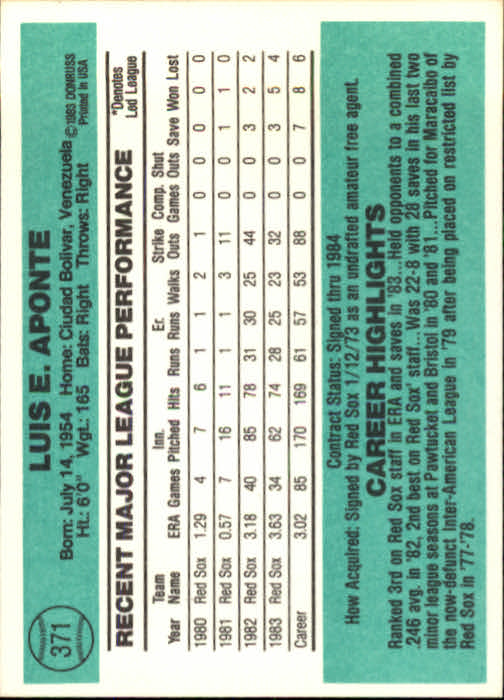 371
LUIS E. APONTE
Born: July 14, 1954 Home: Ciudad Bolivar, Venezuela ©1983 DONRUSS
Ht.: 6'0" Wgt.: 165 Bats: Right Throws: Right Printed in USA
RECENT MAJOR LEAGUE PERFORMANCE *Denotes Led League
Team Inn. Er. Strike Comp. Shut
Year Name ERA Games Pitched Hits Runs Runs Walks Outs Games Outs Save Won Lost
1980 Red Sox 1.29 4 7 6 1 1 2 1 0 0 0 0 0
1981 Red Sox 0.57 7 16 11 1 1 3 11 0 0 1 1 0
1982 Red Sox 3.18 40 85 78 31 30 25 44 0 0 3 2 2
1983 Red Sox 3.63 34 62 74 28 25 23 32 0 0 3 5 4
Career 3.02 85 170 169 61 57 53 88 0 0 7 8 6
Contract Status: Signed thru 1984
How Acquired: Signed by Red Sox 1/12/73 as an undrafted amateur free agent.
CAREER HIGHLIGHTS
Ranked 3rd on Red Sox staff in ERA and saves in '83...Held opponents to a combined
246 avg. in '82, 2nd best on Red Sox' staff...Was 22-8 with 28 saves in his last two
minor league seasons at Pawtucket and Bristol in '80 and '81...Pitched for Maracaibo of
the now-defunct Inter-American League in '79 after being placed on restricted list by
Red Sox in '77-'78.